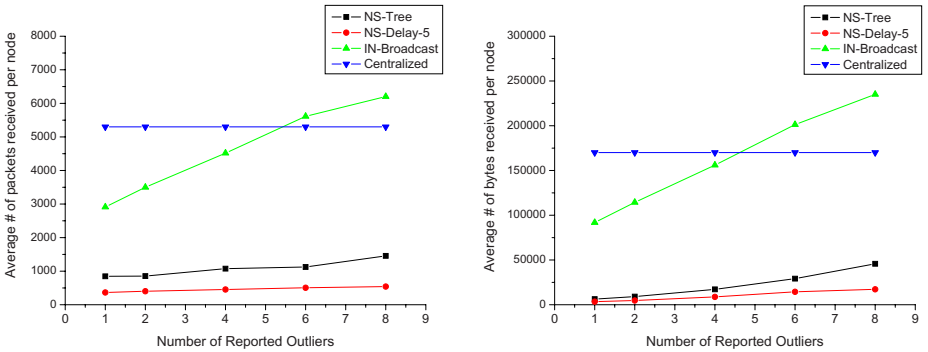 NS-Tree
NS-Delay-5
IN-Broadcast
Centralized
Average # of packets received per node
8000
7000
6000
5000
4000
3000
2000
1000
0
0 1 2 3 4 5 6 7 8 9
Number of Reported Outliers
NS-Tree
NS-Delay-5
IN-Broadcast
Centralized
Average # of bytes received per node
300000
250000
200000
150000
100000
50000
0
0 1 2 3 4 5 6 7 8 9
Number of Reported Outliers